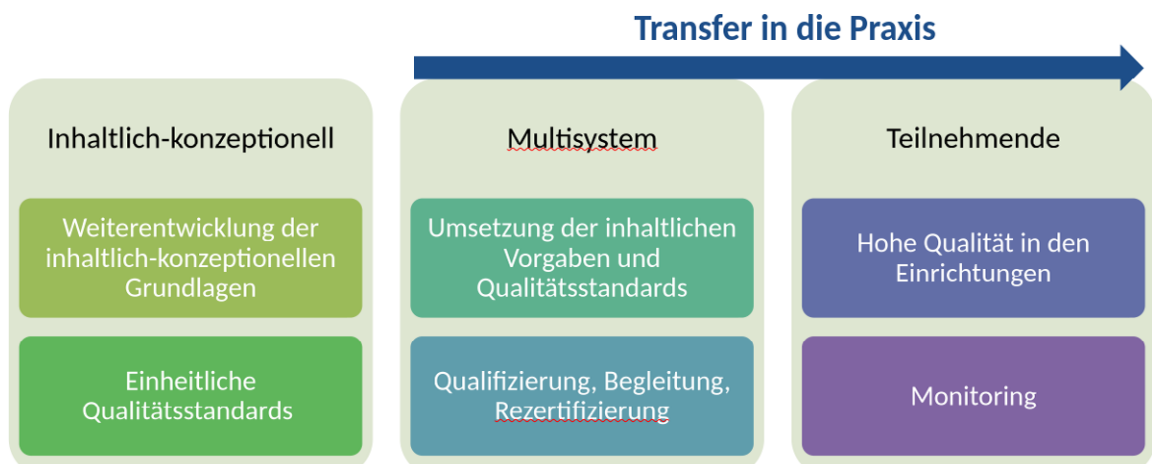 Transfer in die Praxis
Inhaltlich-konzeptionell
Weiterentwicklung der
inhaltlich-konzeptionellen
Grundlagen
Einheitliche
Qualitätsstandards
Multisystem
Umsetzung der inhaltlichen
Vorgaben und
Qualitätsstandards
Qualifizierung, Begleitung,
Rezertifizierung
Teilnehmende
Hohe Qualität in den
Einrichtungen
Monitoring